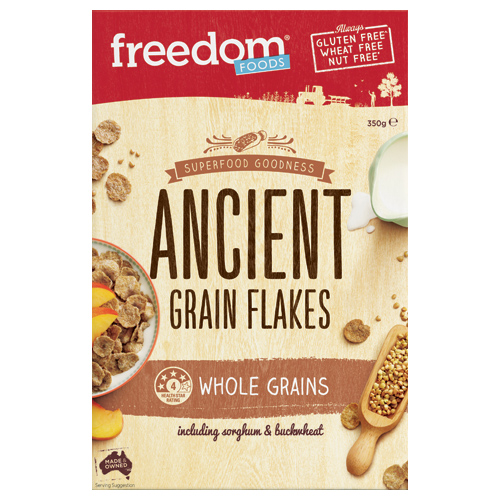 freedom®
FOODS
Always
GLUTEN FREE*
WHEAT FREE
NUT FREE*
350g ℮
SUPERFOOD GOODNESS
ANCIENT
GRAIN FLAKES
4
HEALTH STAR
RATING
WHOLE GRAINS
including sorghum & buckwheat
MADE &
OWNED
Serving Suggestion